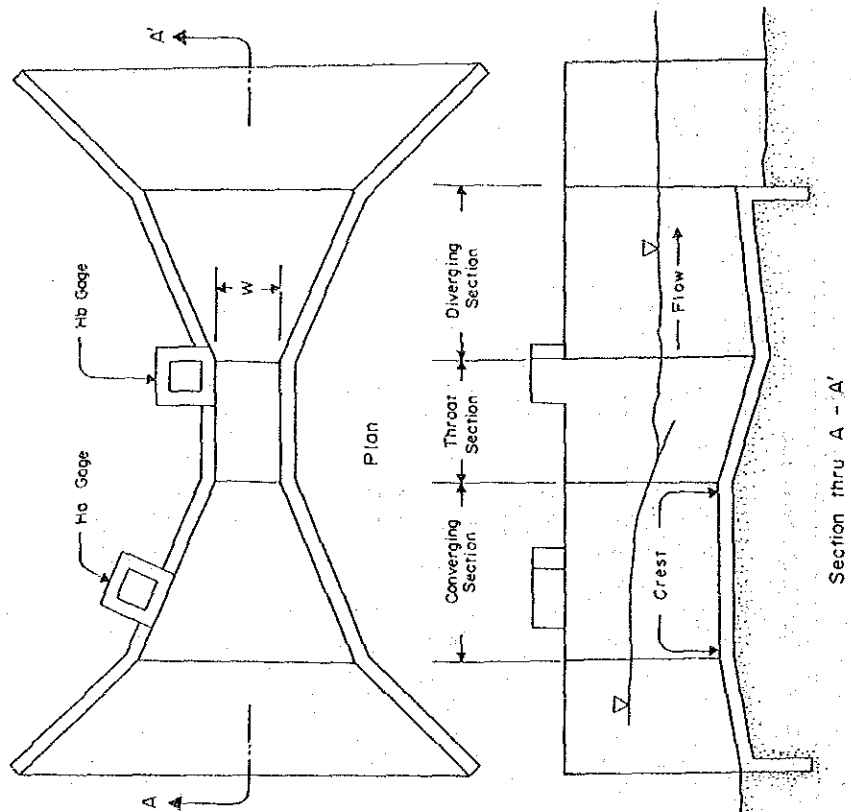 A
A'
Ha Gage
Hb Gage
W
Plan
Converging
Section
Throat
Section
Diverging
Section
Crest
Flow
Section thru A - A'